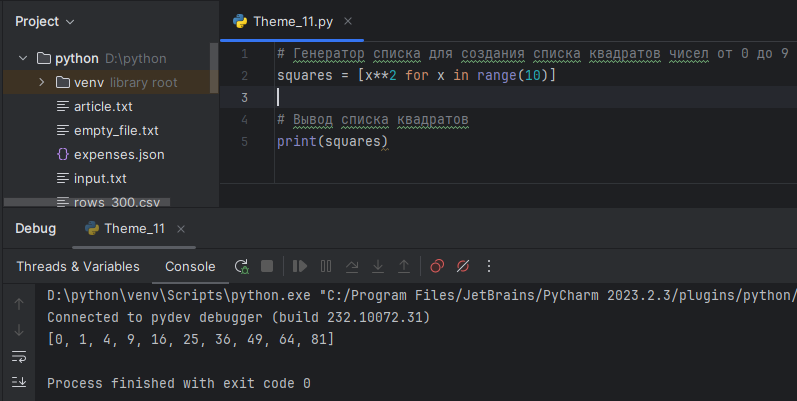 Project
Theme_11.py
python D:\python
venv library root
article.txt
empty_file.txt
expenses.json
input.txt
rows_300.csv
1 # Генератор списка для создания списка квадратов чисел от 0 до 9
2 squares = [x**2 for x in range(10)]
3
4 # Вывод списка квадратов
5 print(squares)
Debug Theme_11
Threads & Variables Console
D:\python\venv\Scripts\python.exe "C:/Program Files/JetBrains/PyCharm 2023.2.3/plugins/python/
Connected to pydev debugger (build 232.10072.31)
[0, 1, 4, 9, 16, 25, 36, 49, 64, 81]
Process finished with exit code 0